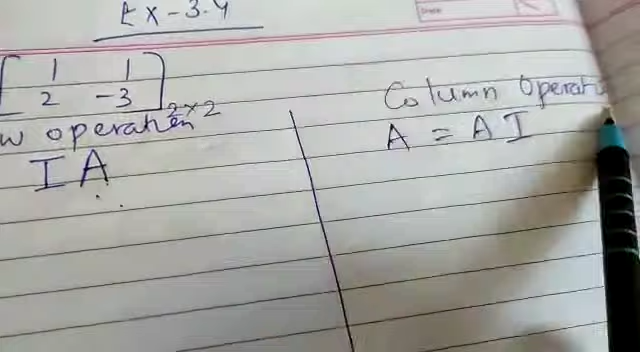 Ex-3.4
1 1
2 -3 2×2
w operation
I A
Column Operati
A = A I